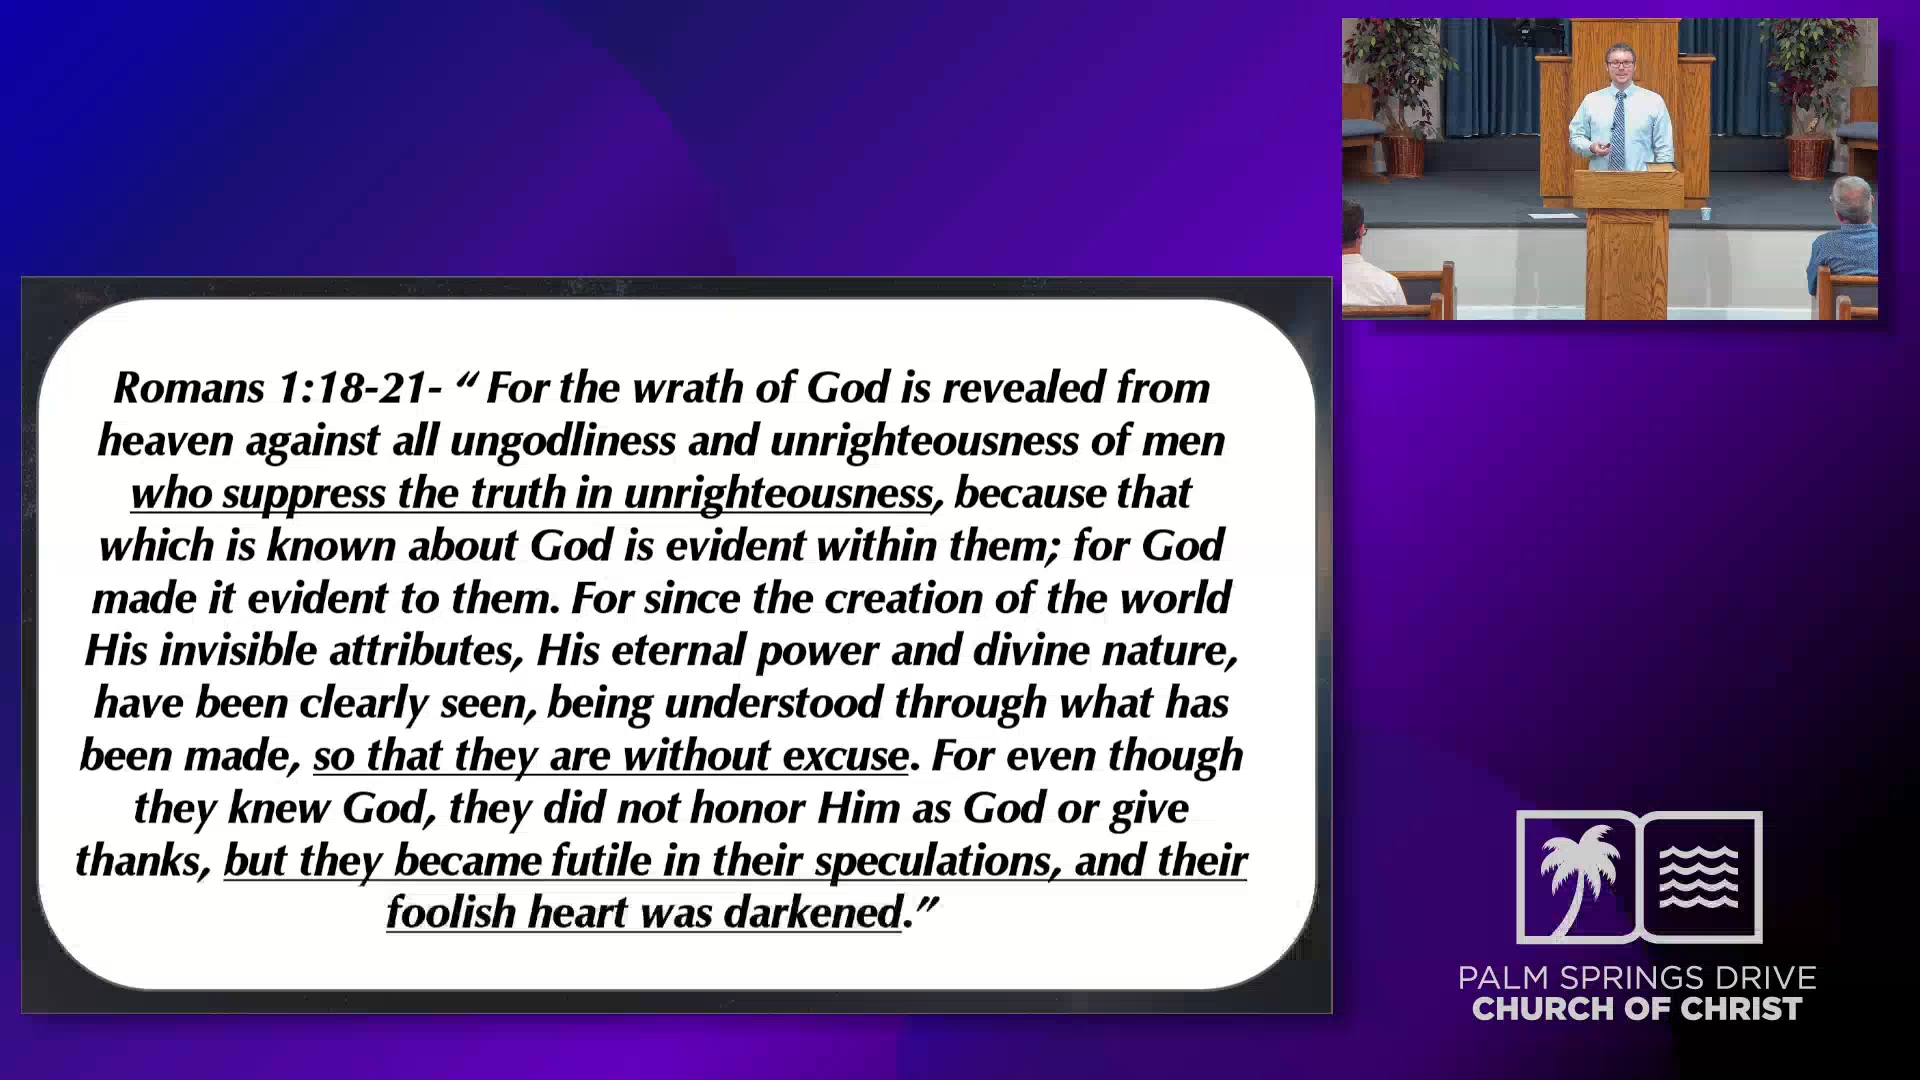 Romans 1:18-21- “ For the wrath of God is revealed from
heaven against all ungodliness and unrighteousness of men
who suppress the truth in unrighteousness, because that
which is known about God is evident within them; for God
made it evident to them. For since the creation of the world
His invisible attributes, His eternal power and divine nature,
have been clearly seen, being understood through what has
been made, so that they are without excuse. For even though
they knew God, they did not honor Him as God or give
thanks, but they became futile in their speculations, and their
foolish heart was darkened.”
PALM SPRINGS DRIVE
CHURCH OF CHRIST